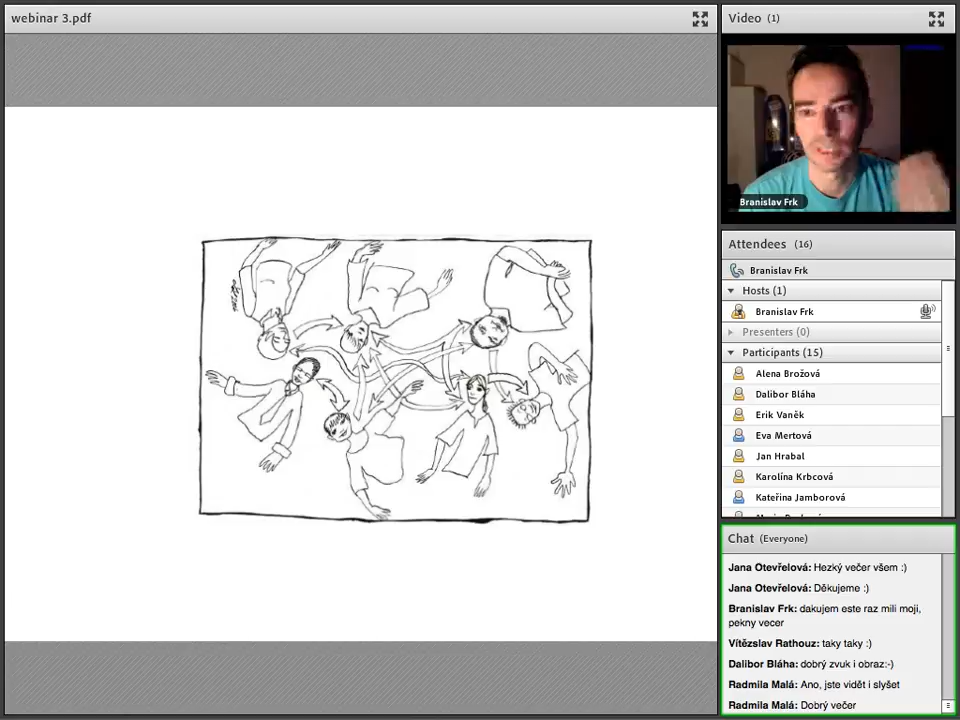 webinar 3.pdf
Video (1)
Branislav Frk
Attendees (16)
Branislav Frk
Hosts (1)
Branislav Frk
Presenters (0)
Participants (15)
Alena Brožová
Dalibor Bláha
Erik Vaněk
Eva Mertová
Jan Hrabal
Karolína Krbcová
Kateřina Jamborová
Chat (Everyone)
Jana Otevřelová: Hezký večer všem :)
Jana Otevřelová: Děkujeme :)
Branislav Frk: dakujem este raz mili moji,
pekny vecer
Vítězslav Rathouz: taky taky :)
Dalibor Bláha: dobrý zvuk i obraz:-)
Radmila Malá: Ano, jste vidět i slyšet
Radmila Malá: Dobrý večer